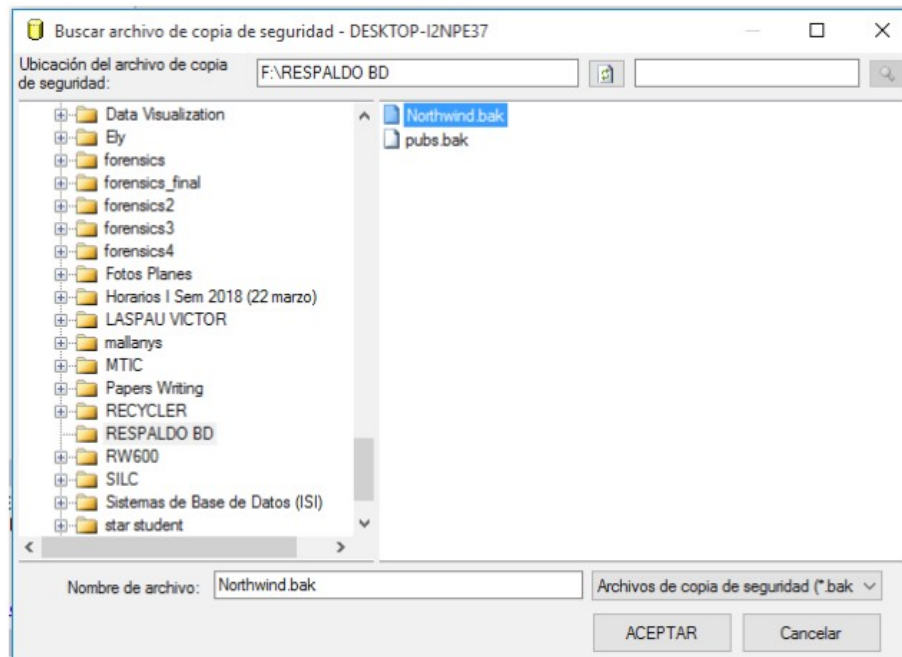 Buscar archivo de copia de seguridad - DESKTOP-I2NPE37
Ubicación del archivo de copia
de seguridad:
F:\RESPALDO BD
Data Visualization
Ely
forensics
forensics_final
forensics2
forensics3
forensics4
Fotos Planes
Horarios I Sem 2018 (22 marzo)
LASPAU VICTOR
mallanys
MTIC
Papers Writing
RECYCLER
RESPALDO BD
RW600
SILC
Sistemas de Base de Datos (ISI)
star student
Northwind.bak
pubs.bak
Nombre de archivo:
Northwind.bak
Archivos de copia de seguridad (*.bak
ACEPTAR
Cancelar